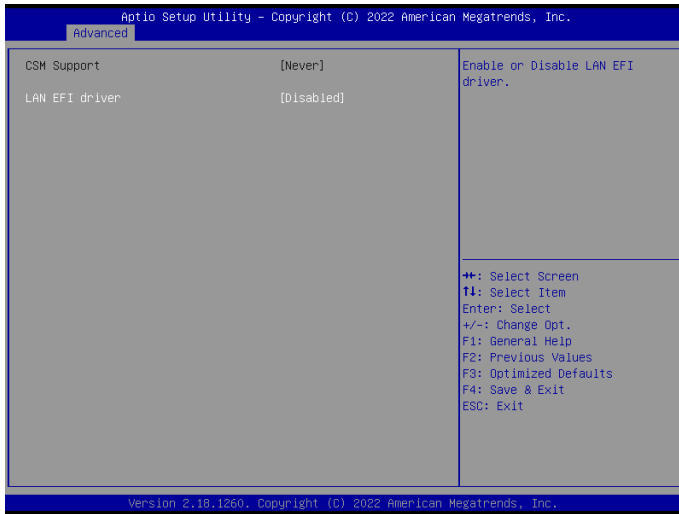 Aptio Setup Utility – Copyright (C) 2022 American Megatrends, Inc.
Advanced
CSM Support [Never]
LAN EFI driver [Disabled]
Enable or Disable LAN EFI
driver.
→←: Select Screen
↑↓: Select Item
Enter: Select
+/-: Change Opt.
F1: General Help
F2: Previous Values
F3: Optimized Defaults
F4: Save & Exit
ESC: Exit
Version 2.18.1260. Copyright (C) 2022 American Megatrends, Inc.